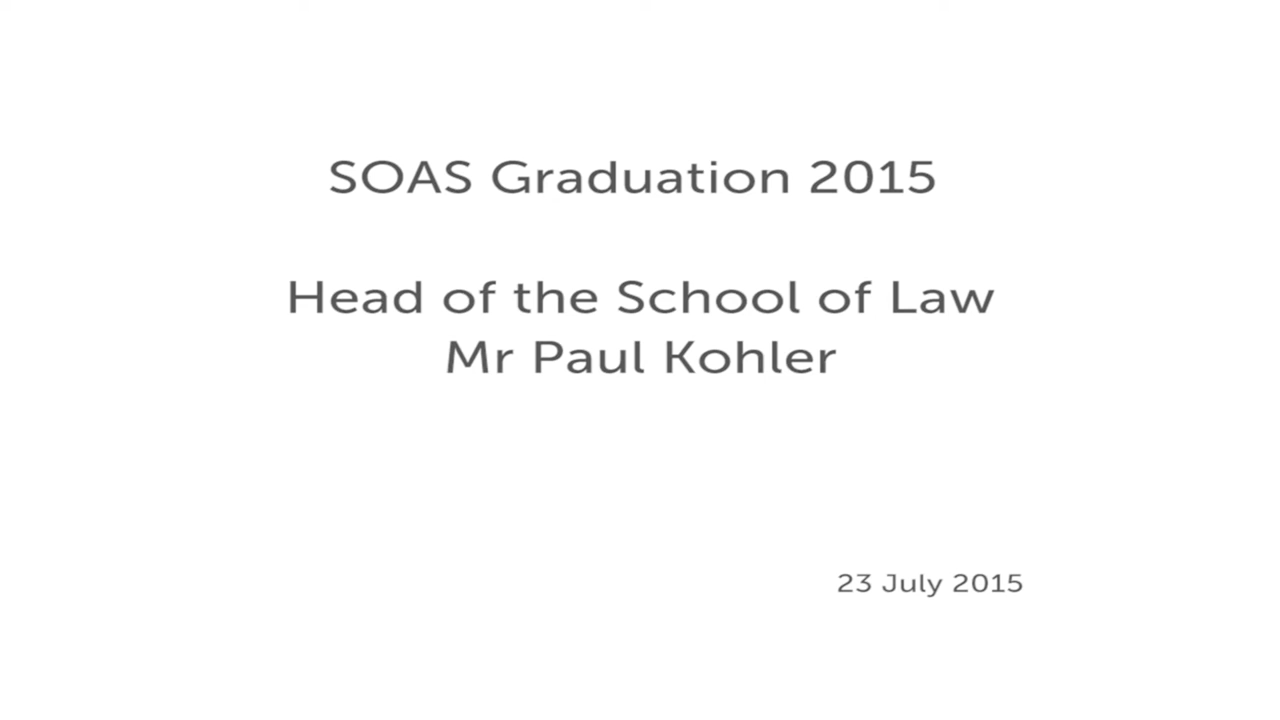 SOAS Graduation 2015
Head of the School of Law
Mr Paul Kohler
23 July 2015